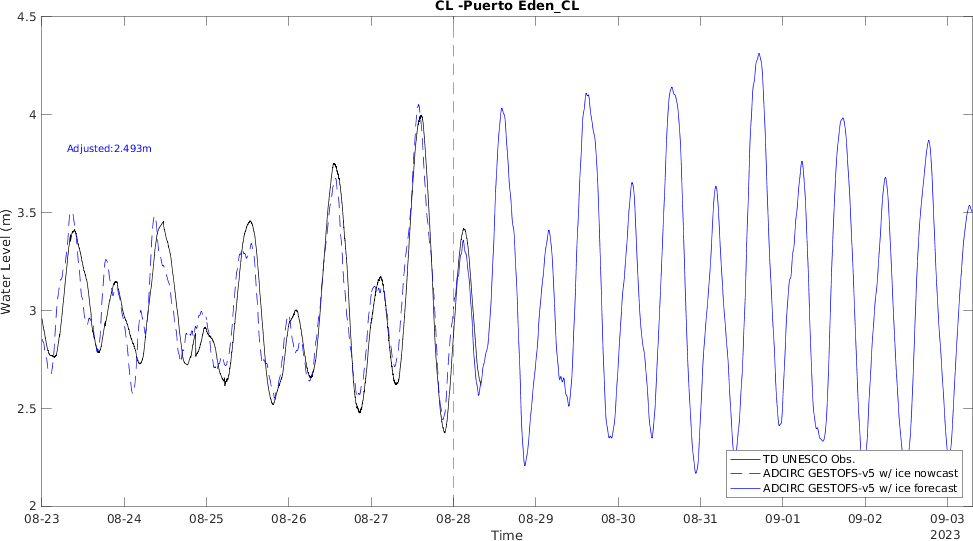 CL -Puerto Eden_CL
4.5
4
3.5
3
2.5
2
Water Level (m)
Adjusted:2.493m
TD UNESCO Obs.
ADCIRC GESTOFS-v5 w/ ice nowcast
ADCIRC GESTOFS-v5 w/ ice forecast
08-23 08-24 08-25 08-26 08-27 08-28 08-29 08-30 08-31 09-01 09-02 09-03
2023
Time